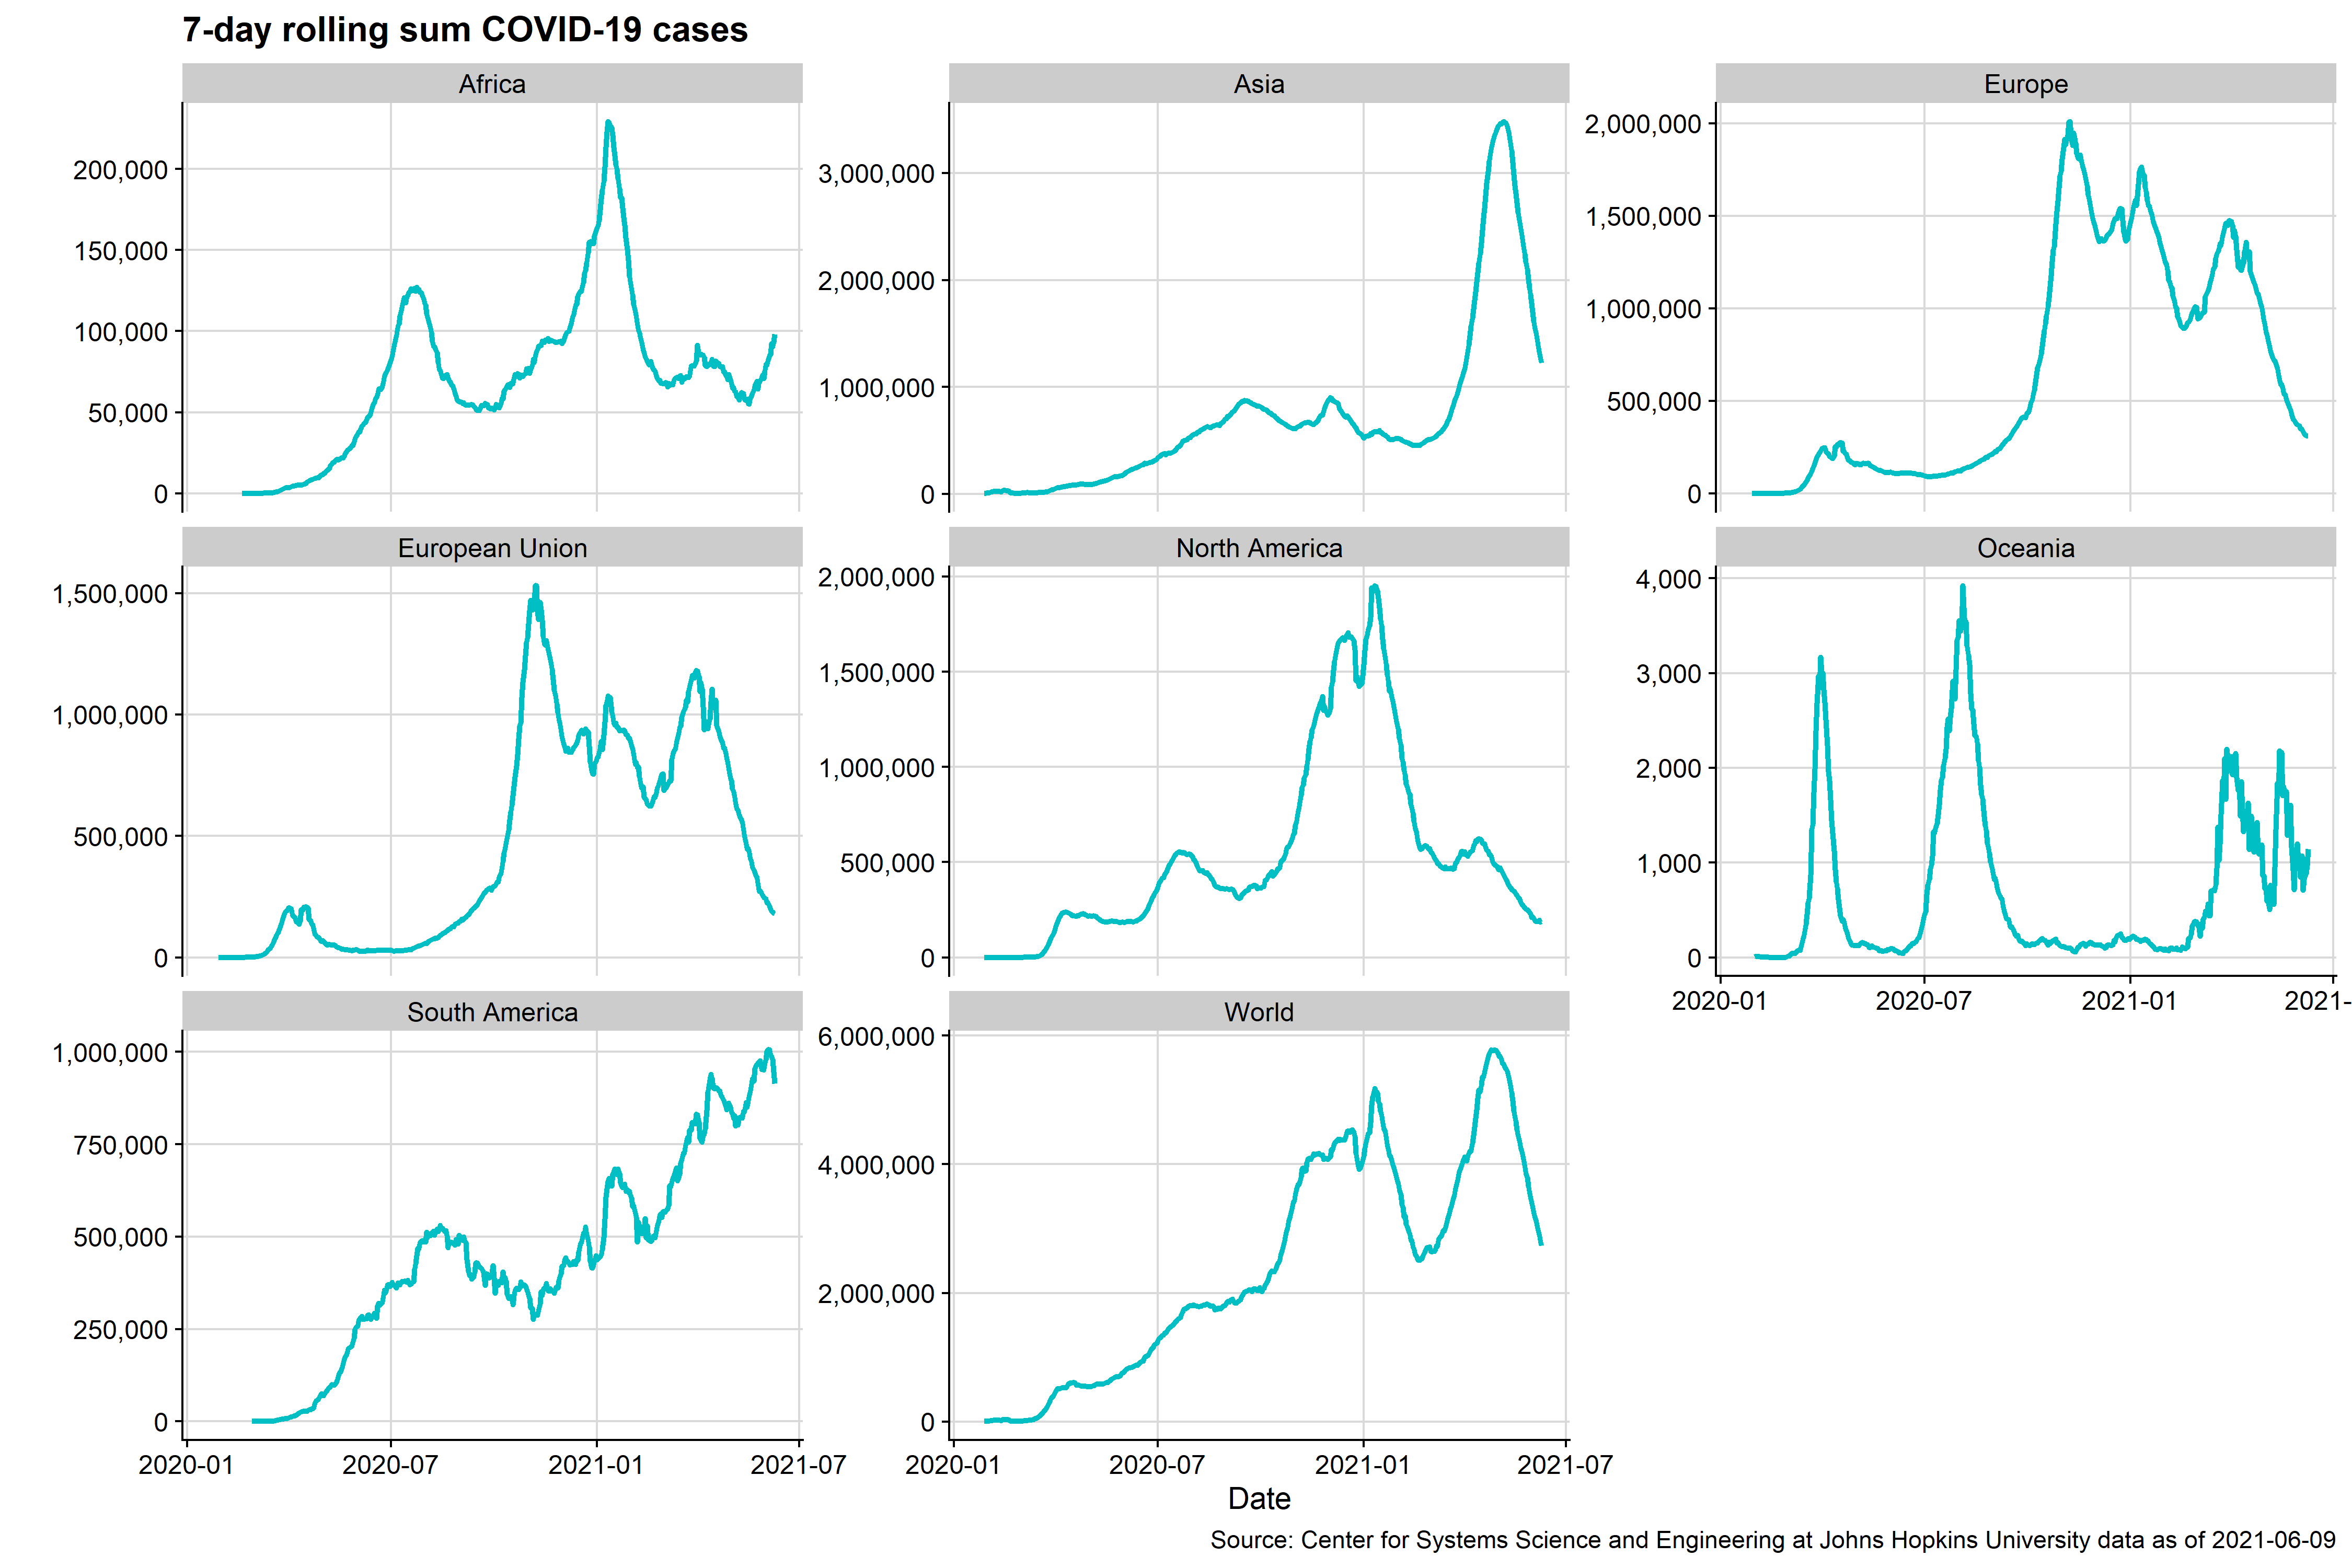 7-day rolling sum COVID-19 cases
Africa
200,000
150,000
100,000
50,000
0
Asia
3,000,000
2,000,000
1,000,000
0
Europe
2,000,000
1,500,000
1,000,000
500,000
0
European Union
1,500,000
1,000,000
500,000
0
North America
2,000,000
1,500,000
1,000,000
500,000
0
Oceania
4,000
3,000
2,000
1,000
0
2020-01 2020-07 2021-01 2021-
South America
1,000,000
750,000
500,000
250,000
0
2020-01 2020-07 2021-01 2021-07
World
6,000,000
4,000,000
2,000,000
0
2020-01 2020-07 2021-01 2021-07
Date
Source: Center for Systems Science and Engineering at Johns Hopkins University data as of 2021-06-09